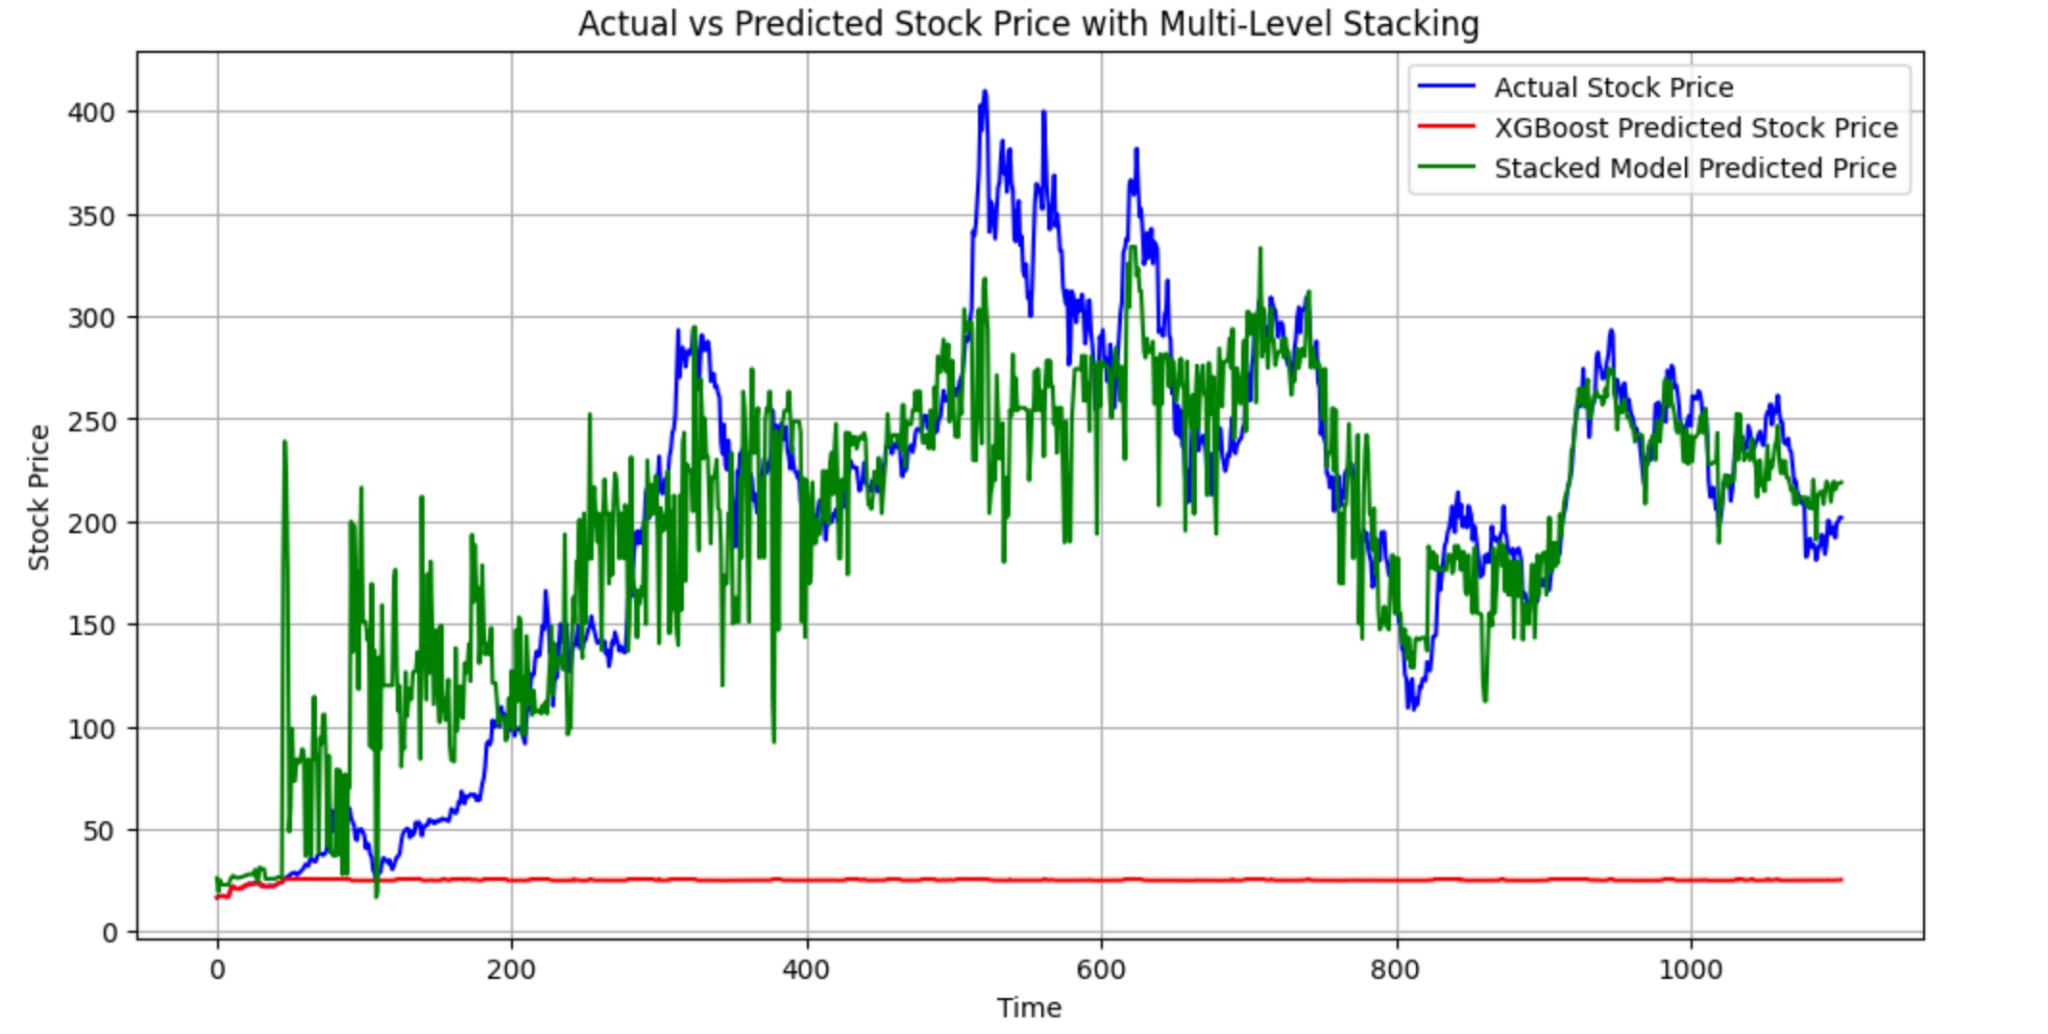 Actual vs Predicted Stock Price with Multi-Level Stacking
Actual Stock Price
XGBoost Predicted Stock Price
Stacked Model Predicted Price
Stock Price
400
350
300
250
200
150
100
50
0
0 200 400 600 800 1000
Time